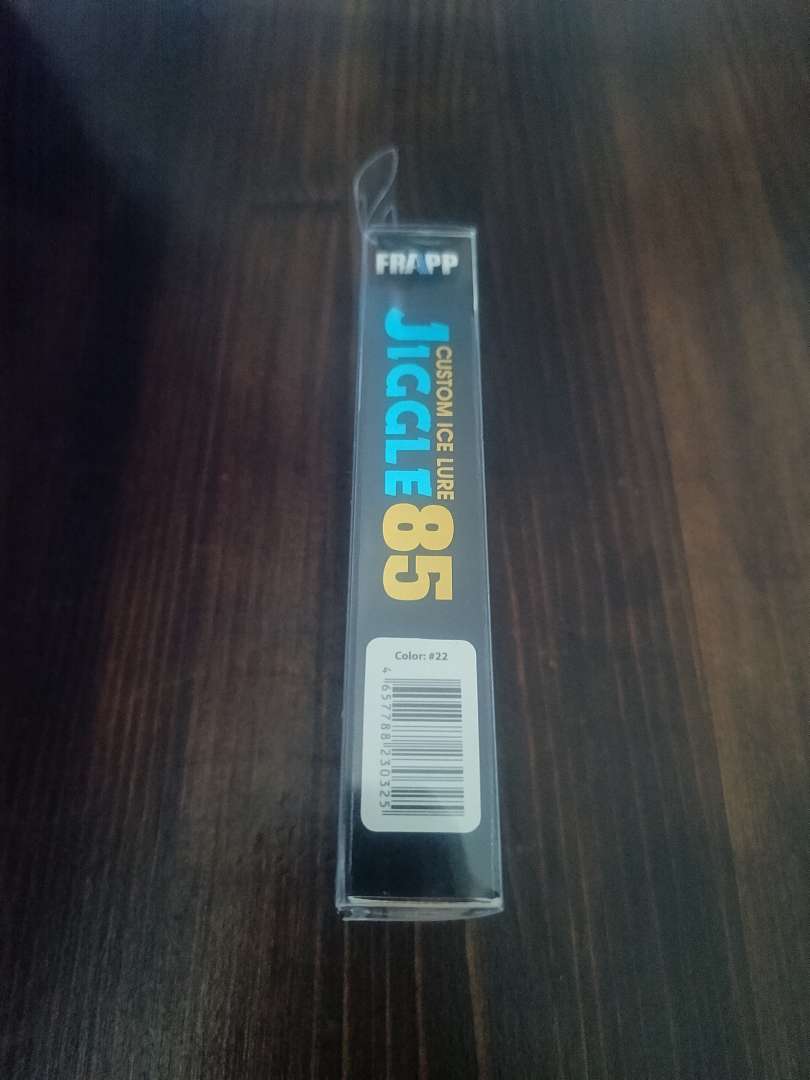 FRAPP
CUSTOM ICE LURE
JIGGLE 85
Color: #22
4 657788 230325